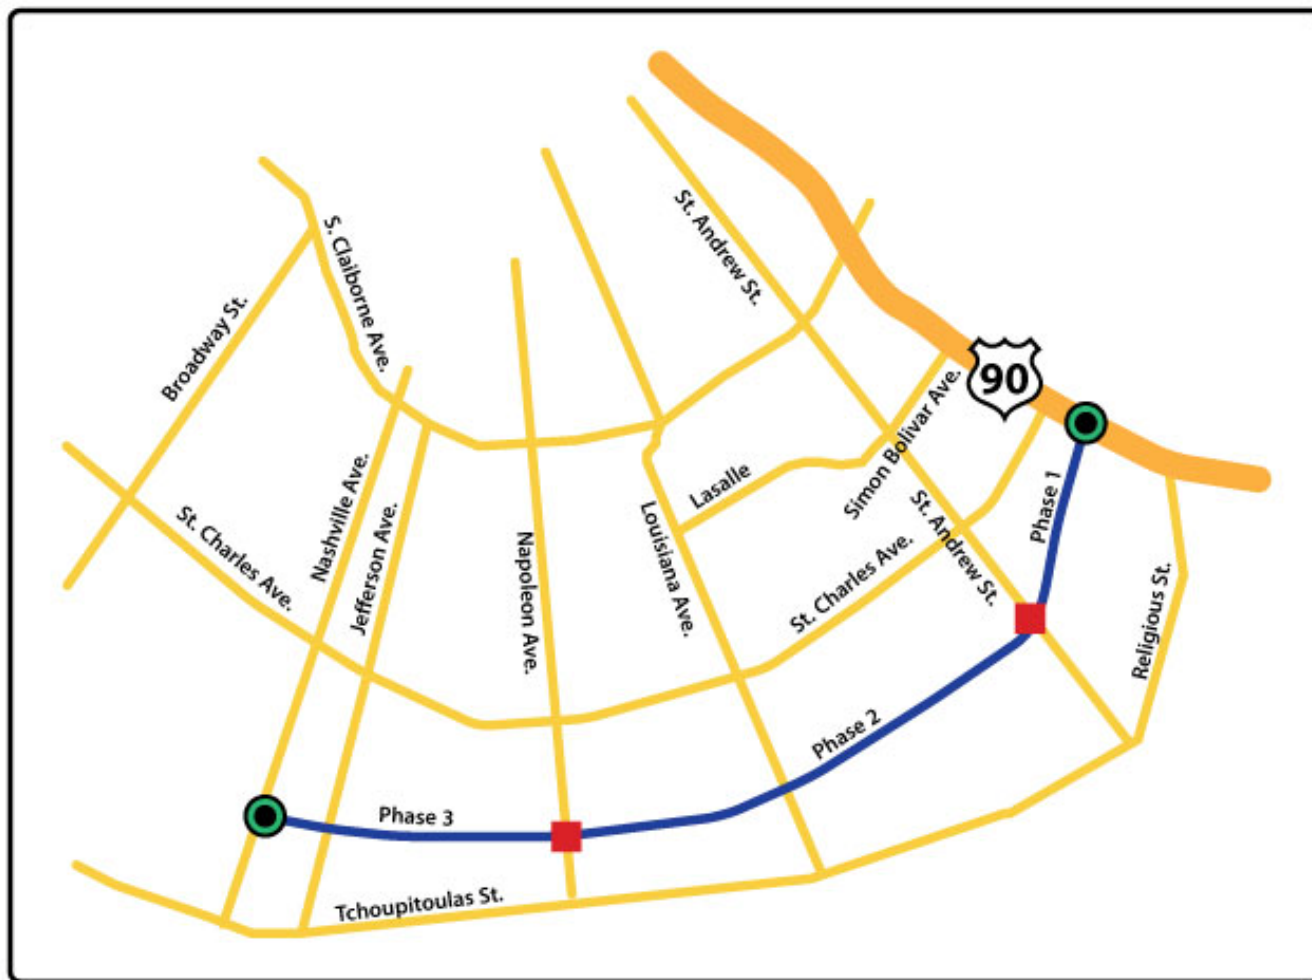 St. Andrew St.
S. Claiborne Ave.
Broadway St.
90
Simon Bolivar Ave.
Lasalle
Nashville Ave.
Jefferson Ave.
St. Charles Ave.
Napoleon Ave.
Louisiana Ave.
St. Charles Ave.
St. Andrew St.
Phase 1
Religious St.
Phase 2
Phase 3
Tchoupitoulas St.